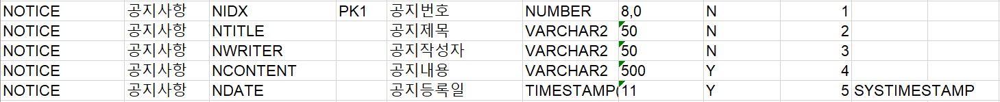 NOTICE 공지사항 NIDX PK1 공지번호 NUMBER 8,0 N 1
NOTICE 공지사항 NTITLE 공지제목 VARCHAR2 50 N 2
NOTICE 공지사항 NWRITER 공지작성자 VARCHAR2 50 N 3
NOTICE 공지사항 NCONTENT 공지내용 VARCHAR2 500 Y 4
NOTICE 공지사항 NDATE 공지등록일 TIMESTAMP( 11 Y 5 SYSTIMESTAMP